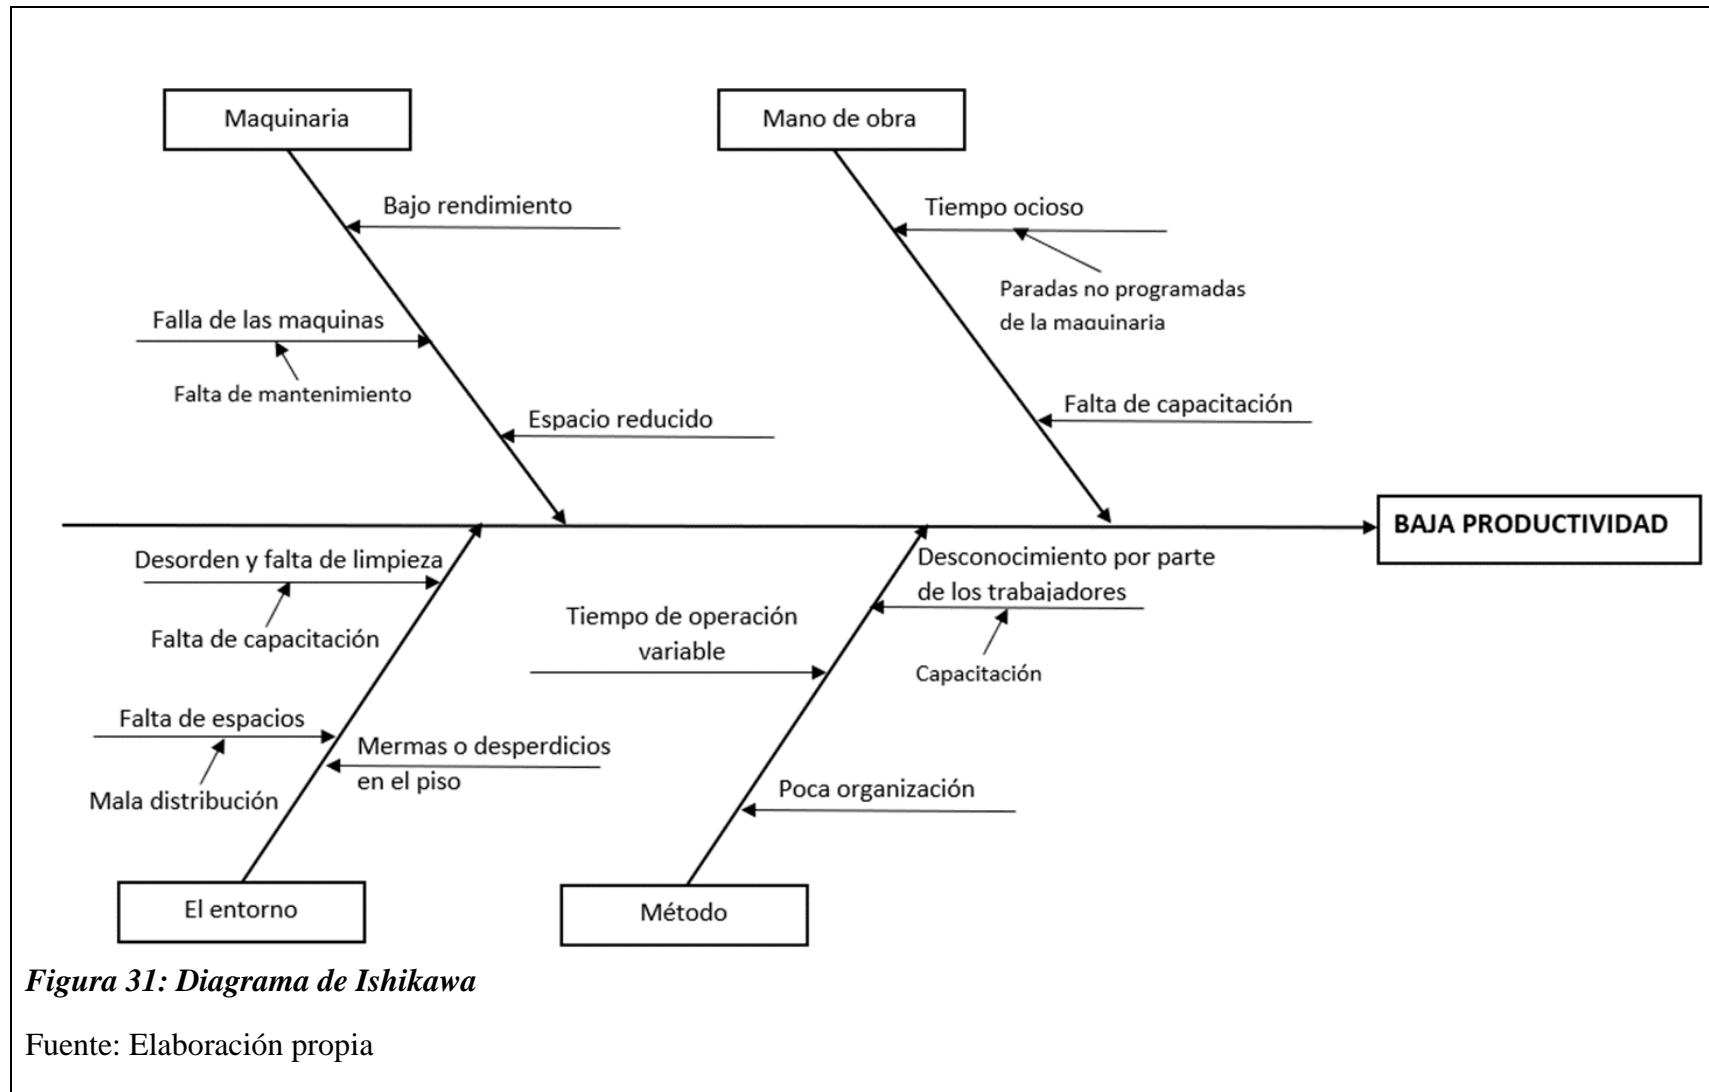 Maquinaria
Mano de obra
Bajo rendimiento
Tiempo ocioso
Paradas no programadas
de la maquinaria
Falla de las maquinas
Falta de mantenimiento
Espacio reducido
Falta de capacitación
BAJA PRODUCTIVIDAD
Desorden y falta de limpieza
Falta de capacitación
Desconocimiento por parte
de los trabajadores
Tiempo de operación
variable
Capacitación
Falta de espacios
Mala distribución
Mermas o desperdicios
en el piso
Poca organización
El entorno
Método
Figura 31: Diagrama de Ishikawa
Fuente: Elaboración propia